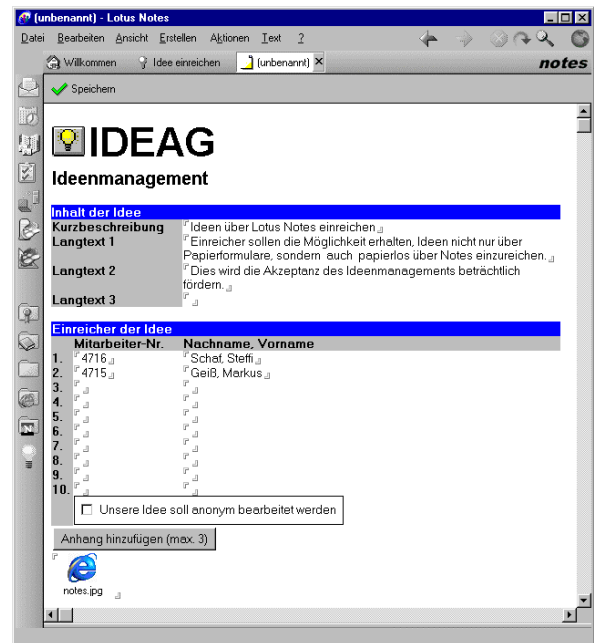 (unbenannt) - Lotus Notes
Datei Bearbeiten Ansicht Erstellen Aktionen Text ?
Willkommen Idee einreichen (unbenannt) notes
Speichern
IDEAG
Ideenmanagement
Inhalt der Idee
Kurzbeschreibung Ideen über Lotus Notes einreichen
Langtext 1 Einreicher sollen die Möglichkeit erhalten, Ideen nicht nur über
Papierformulare, sondern auch papierlos über Notes einzureichen.
Langtext 2 Dies wird die Akzeptanz des Ideenmanagements beträchtlich
fördern.
Langtext 3
Einreicher der Idee
Mitarbeiter-Nr. Nachname, Vorname
1. 4716 Schaf, Steffi
2. 4715 Geiß, Markus
3.
4.
5.
6.
7.
8.
9.
10.
Unsere Idee soll anonym bearbeitet werden
Anhang hinzufügen (max. 3)
notes.jpg